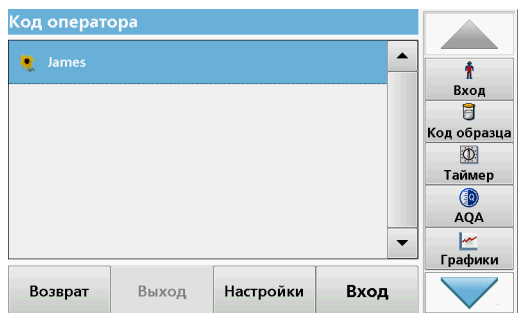 Код оператора
James
Возврат
Выход
Настройки
Вход
Вход
Код образца
Таймер
AQA
Графики